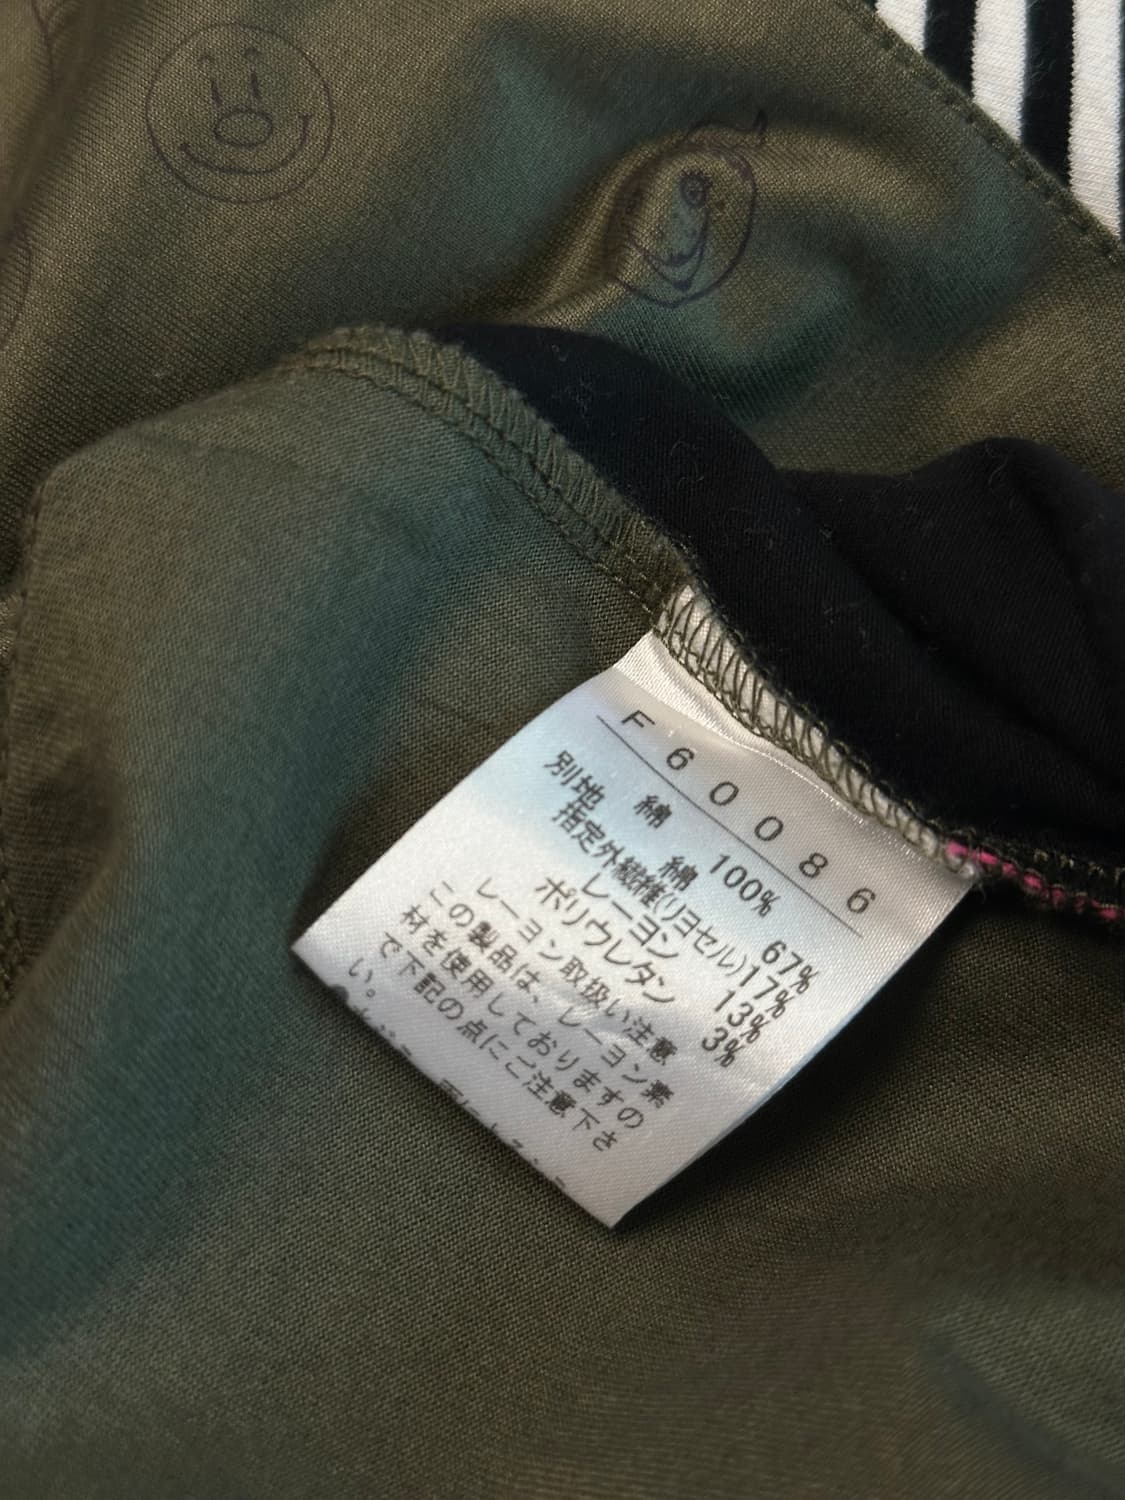 F60086
別地 綿 100%
綿 67%
指定外繊維(リヨセル)17%
レーヨン 13%
ポリウレタン 3%
レーヨン取扱い注意
この製品は、レーヨン素
材を使用しておりますの
で下記の点にご注意下さ
い。